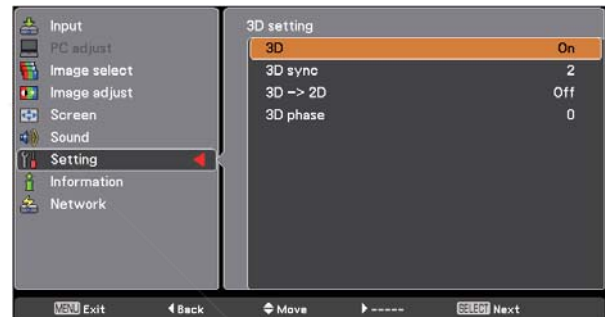 Input
PC adjust
Image select
Image adjust
Screen
Sound
Setting
Information
Network
3D setting
3D On
3D sync 2
3D -> 2D Off
3D phase 0
MENU Exit Back Move ----- SELECT Next